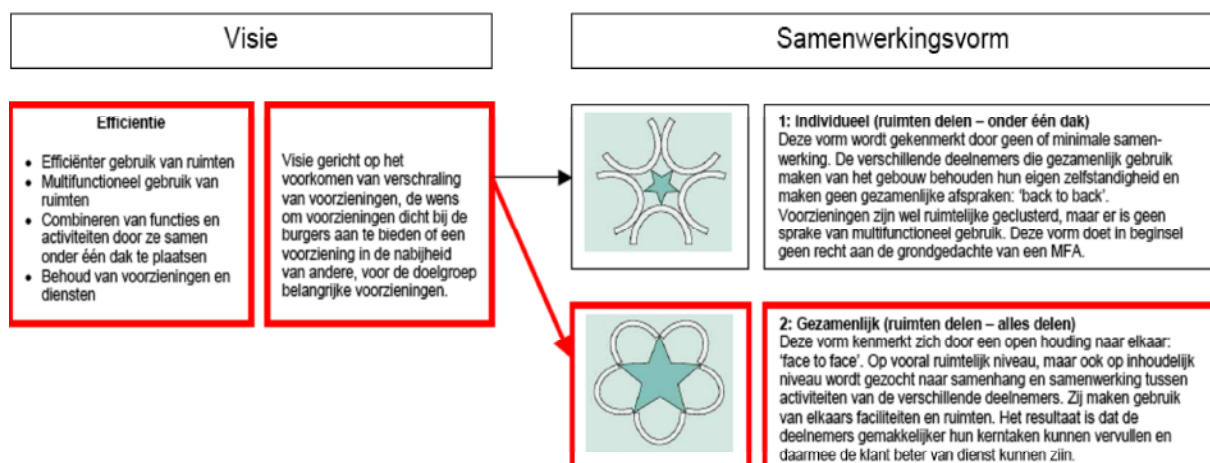 Visie
Samenwerkingsvorm
Efficientie
• Efficiënter gebruik van ruimten
• Multifunctioneel gebruik van
ruimten
• Combineren van functies en
activiteiten door ze samen
onder één dak te plaatsen
• Behoud van voorzieningen en
diensten
Visie gericht op het
voorkomen van verschraling
van voorzieningen, de wens
om voorzieningen dicht bij de
burgers aan te bieden of een
voorziening in de nabijheid
van andere, voor de doelgroep
belangrijke voorzieningen.
1: Individueel (ruimten delen – onder één dak)
Deze vorm wordt gekenmerkt door geen of minimale samen-
werking. De verschillende deelnemers die gezamenlijk gebruik
maken van het gebouw behouden hun eigen zelfstandigheid en
maken geen gezamenlijke afspraken: ‘back to back’.
Voorzieningen zijn wel ruimtelijke geclusterd, maar er is geen
sprake van multifunctioneel gebruik. Deze vorm doet in beginsel
geen recht aan de grondgedachte van een MFA.
2: Gezamenlijk (ruimten delen – alles delen)
Deze vorm kenmerkt zich door een open houding naar elkaar:
‘face to face’. Op vooral ruimtelijk niveau, maar ook op inhoudelijk
niveau wordt gezocht naar samenhang en samenwerking tussen
activiteiten van de verschillende deelnemers. Zij maken gebruik
van elkaars faciliteiten en ruimten. Het resultaat is dat de
deelnemers gemakkelijker hun kerntaken kunnen vervullen en
daarmee de klant beter van dienst kunnen zijn.